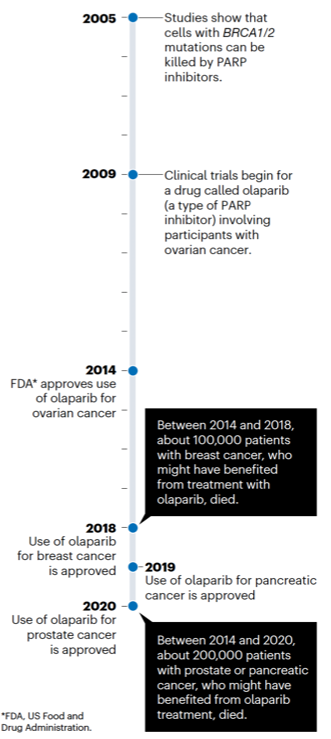 2005
Studies show that
cells with BRCA1/2
mutations can be
killed by PARP
inhibitors.
2009
Clinical trials begin for
a drug called olaparib
(a type of PARP
inhibitor) involving
participants with
ovarian cancer.
2014
FDA* approves use
of olaparib for
ovarian cancer
Between 2014 and 2018,
about 100,000 patients
with breast cancer, who
might have benefited
from treatment with
olaparib, died.
2018
Use of olaparib
for breast cancer
is approved
2019
Use of olaparib for pancreatic
cancer is approved
2020
Use of olaparib for
prostate cancer
is approved
Between 2014 and 2020,
about 200,000 patients
with prostate or pancreatic
cancer, who might have
benefited from olaparib
treatment, died.
*FDA, US Food and
Drug Administration.